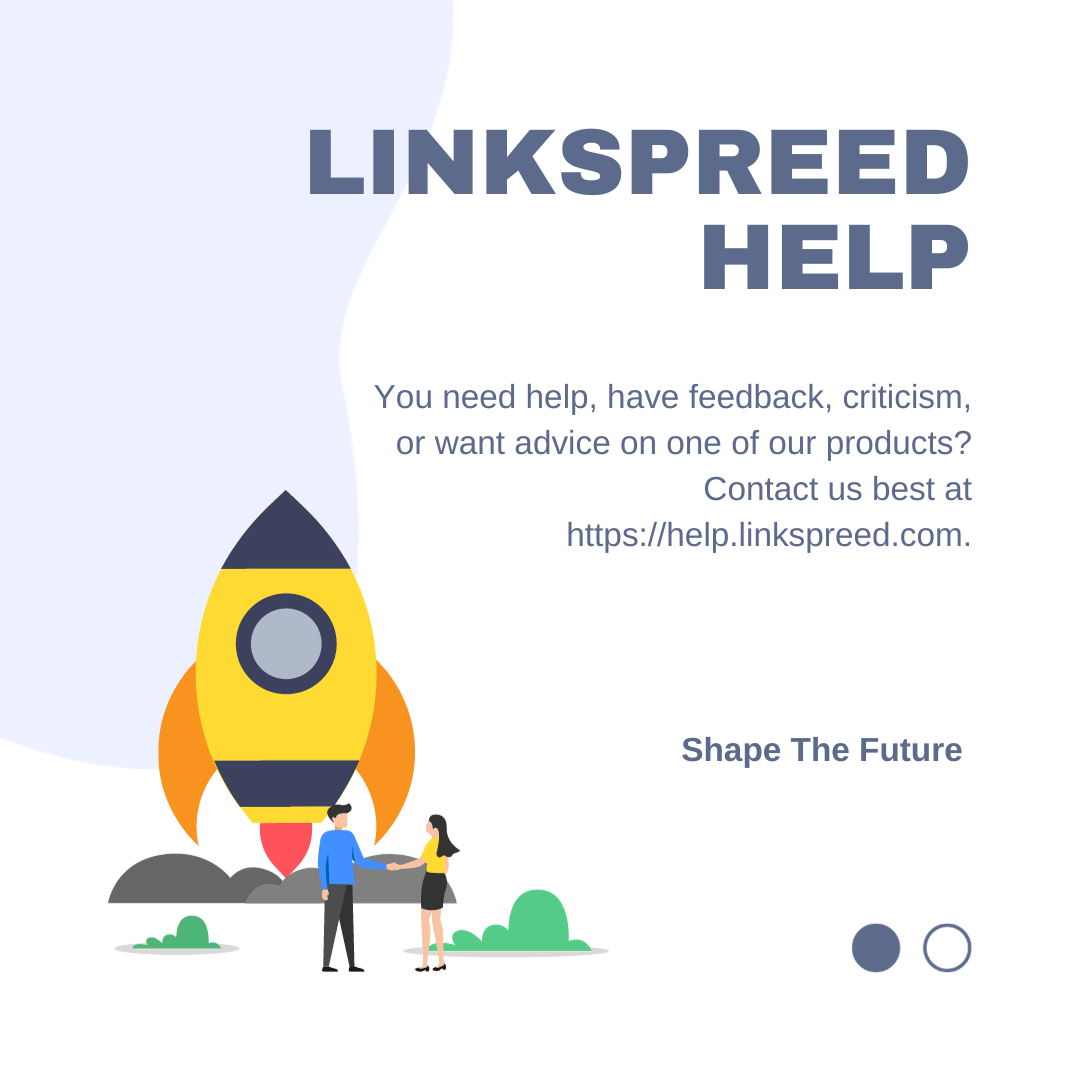 LINKSPREED
HELP
You need help, have feedback, criticism,
or want advice on one of our products?
Contact us best at
https://help.linkspreed.com.
Shape The Future